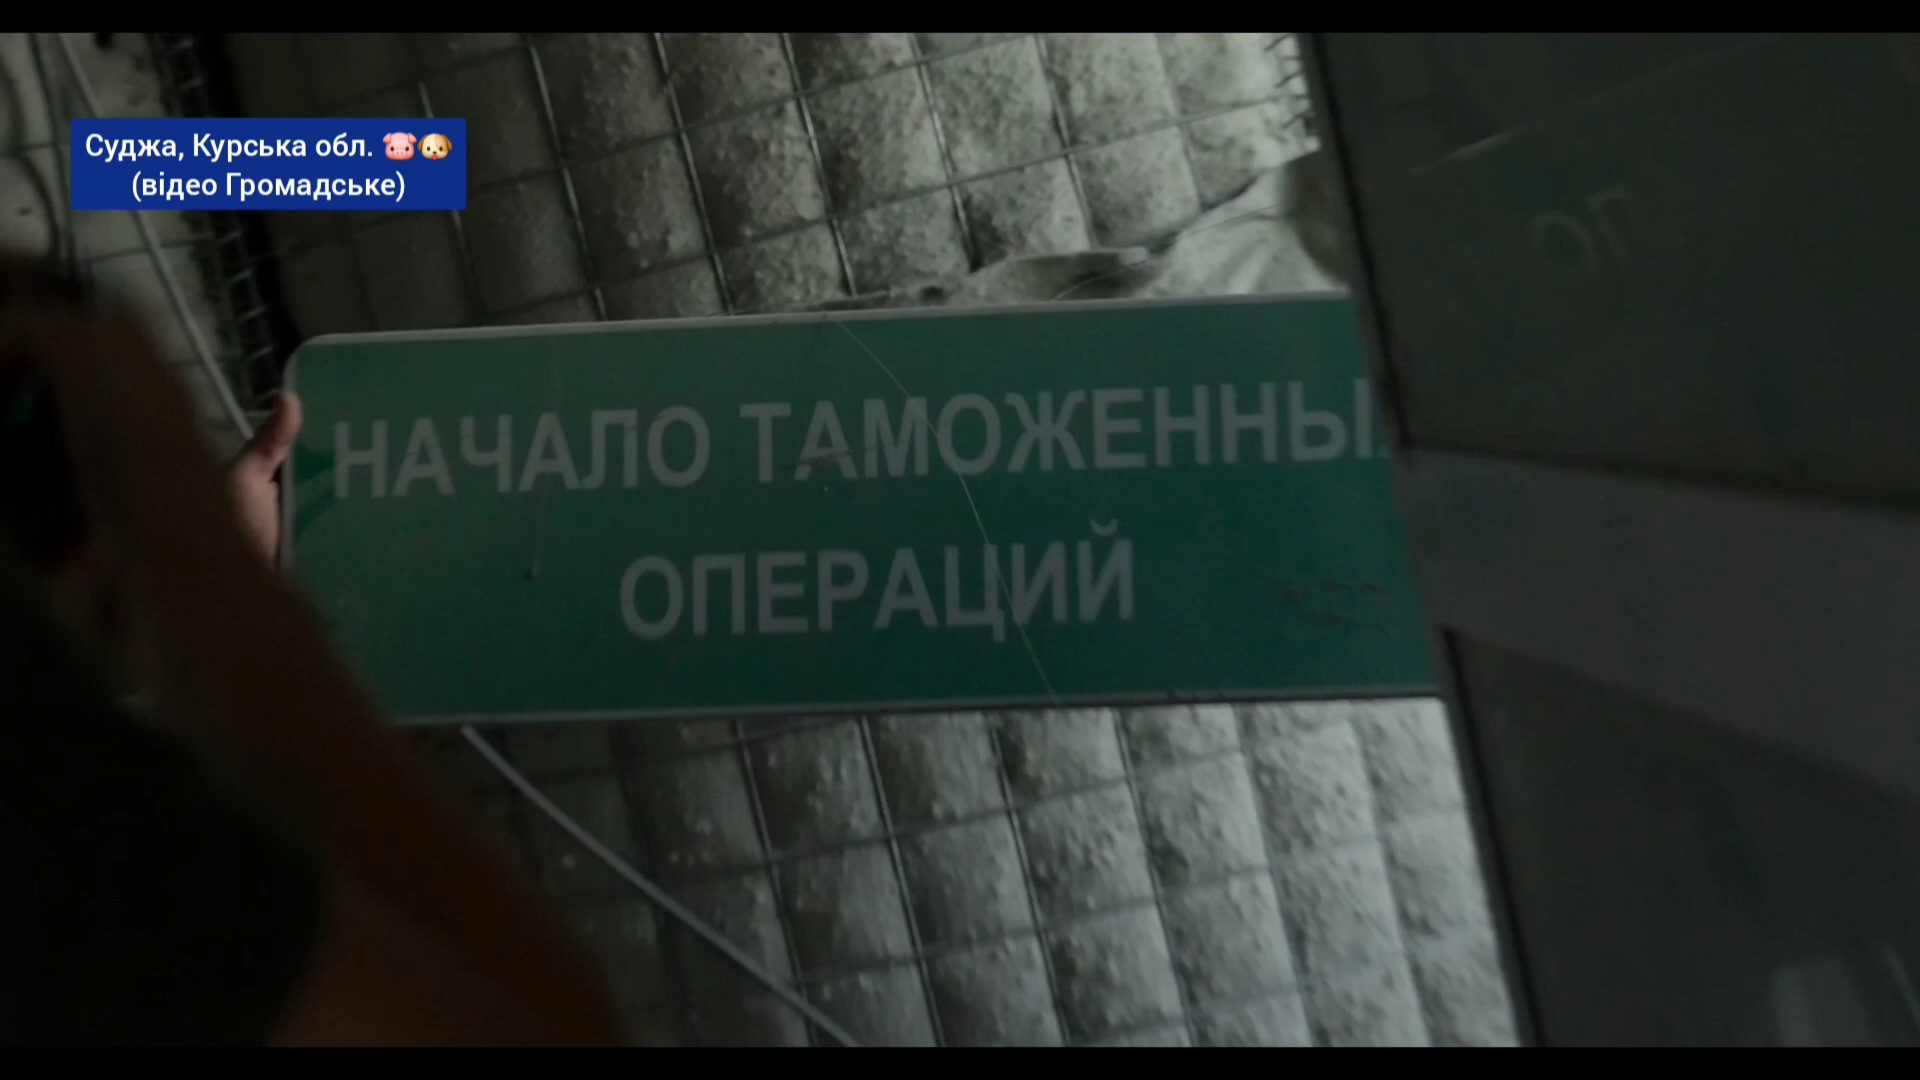 Суджа, Курська обл. 🐷🐶
(відео Громадське)
НАЧАЛО ТАМОЖЕННЫ
ОПЕРАЦИЙ